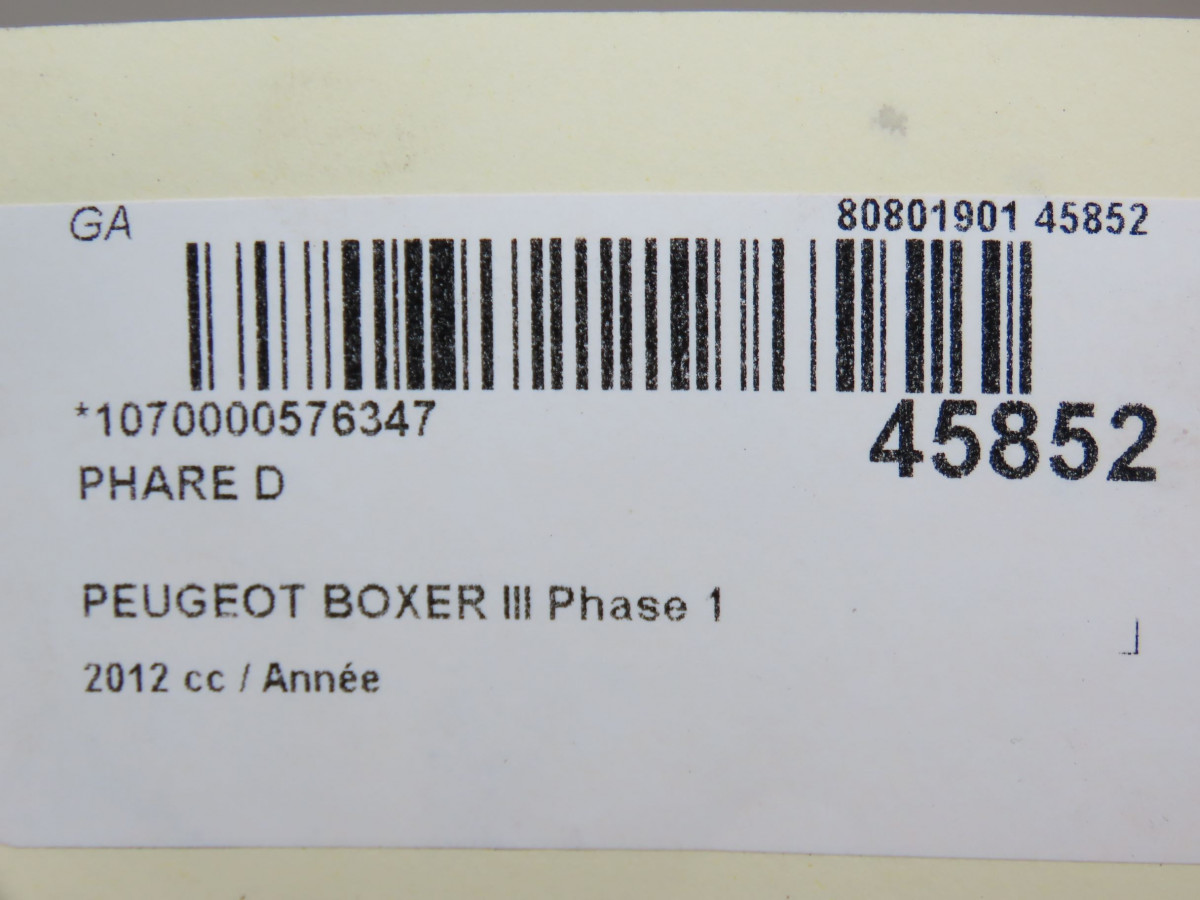 GA 80801901 45852
*1070000576347 45852
PHARE D
PEUGEOT BOXER III Phase 1
2012 cc / Année